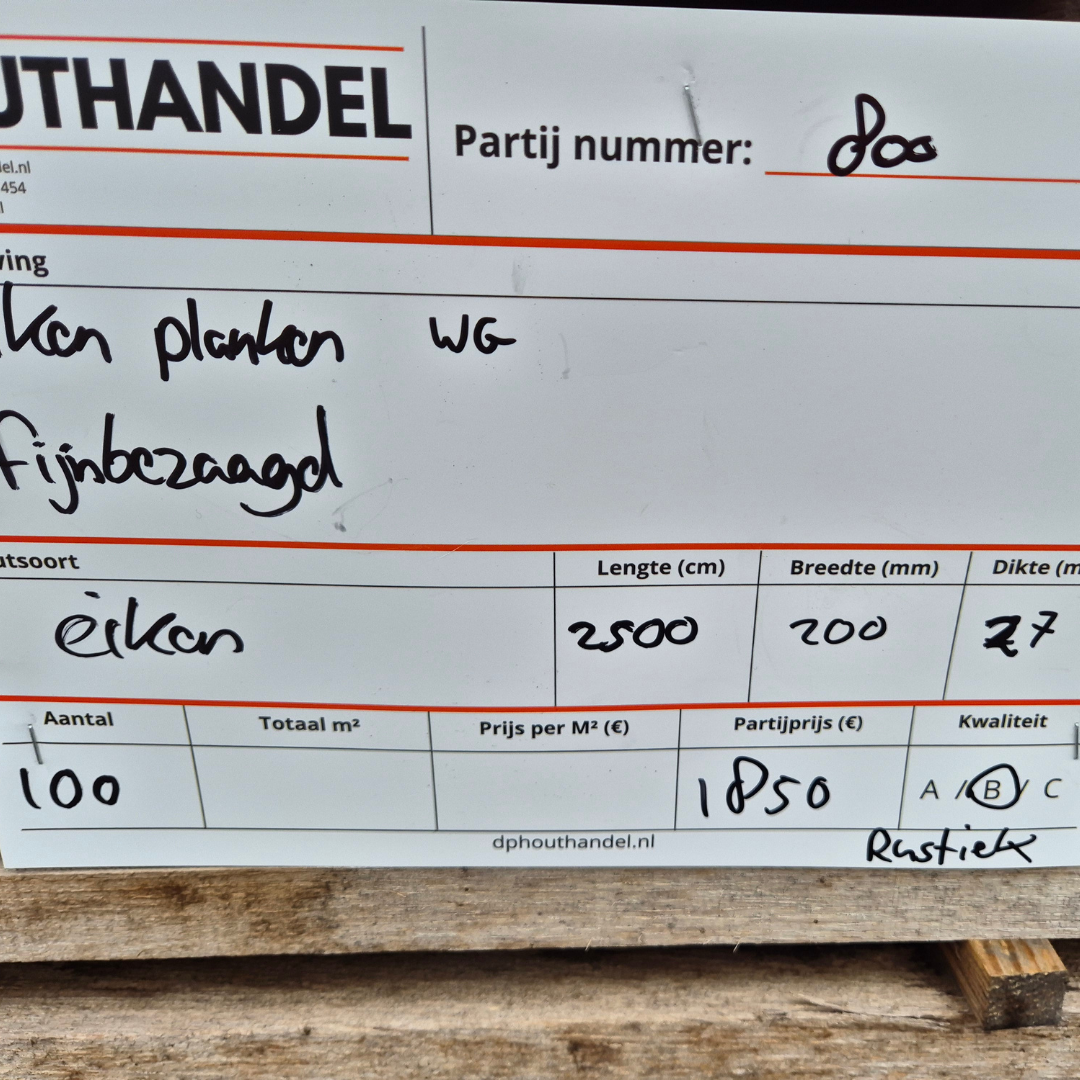 UTHANDEL
Partij nummer: 800
el.nl
454
l
ving
ken planken WG
fijnbezaagd
utsoort
Lengte (cm)
Breedte (mm)
Dikte (m
eiken
2500
200
27
Aantal
Totaal m²
Prijs per M² (€)
Partijprijs (€)
Kwaliteit
100
1850
A / B / C
dphouthandel.nl
Rustiek